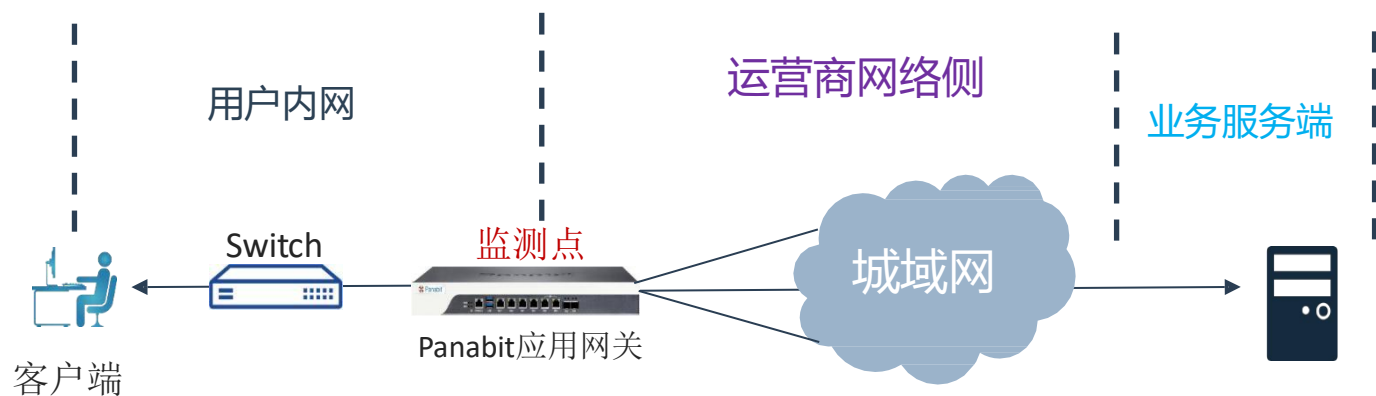 用户内网
运营商网络侧
业务服务端
Switch
监测点
城域网
Panabit
Panabit应用网关
客户端